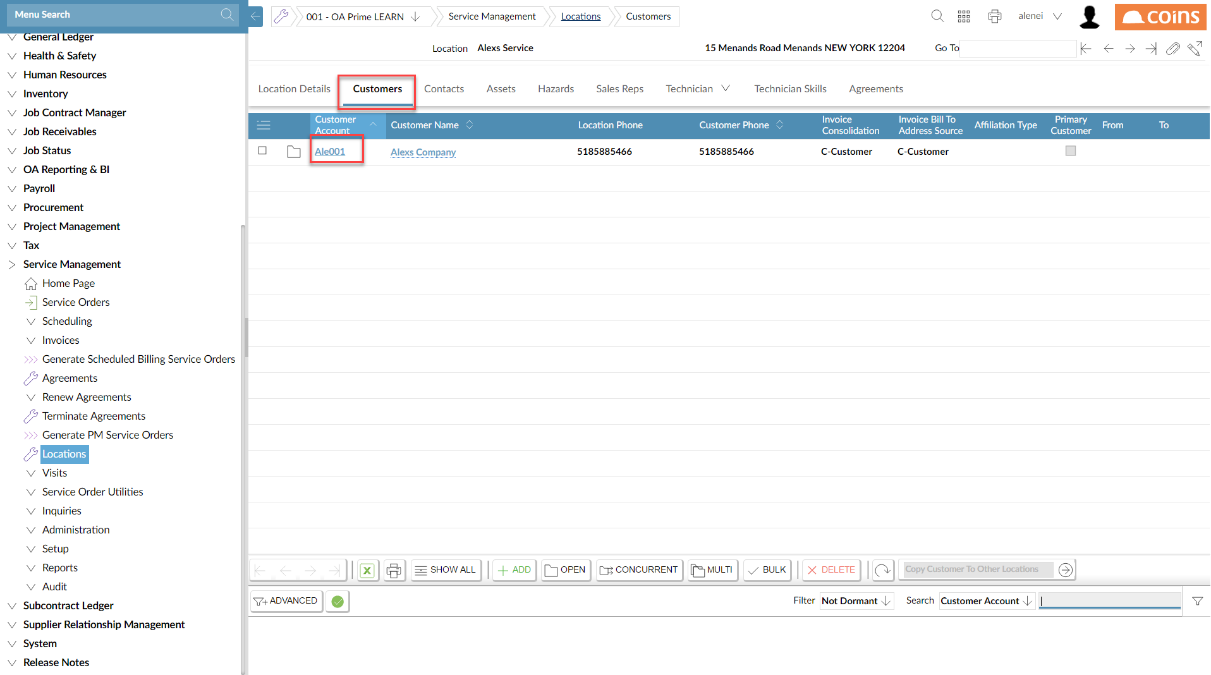 Menu Search
General Ledger
Health & Safety
Human Resources
Inventory
Job Contract Manager
Job Receivables
Job Status
OA Reporting & BI
Payroll
Procurement
Project Management
Tax
Service Management
Home Page
Service Orders
Scheduling
Invoices
Generate Scheduled Billing Service Orders
Agreements
Renew Agreements
Terminate Agreements
Generate PM Service Orders
Locations
Visits
Service Order Utilities
Inquiries
Administration
Setup
Reports
Audit
Subcontract Ledger
Supplier Relationship Management
System
Release Notes
001 - OA Prime LEARN Service Management Locations Customers
alenei
coins
Location Alexs Service 15 Menands Road Menands NEW YORK 12204 Go To
Location Details Customers Contacts Assets Hazards Sales Reps Technician Technician Skills Agreements
Customer Account Customer Name Location Phone Customer Phone Invoice Consolidation Invoice Bill To Address Source Affiliation Type Primary Customer From To
Ale001 Alexs Company 5185885466 5185885466 C-Customer C-Customer
SHOW ALL ADD OPEN CONCURRENT MULTI BULK DELETE Copy Customer To Other Locations
ADVANCED Filter Not Dormant Search Customer Account